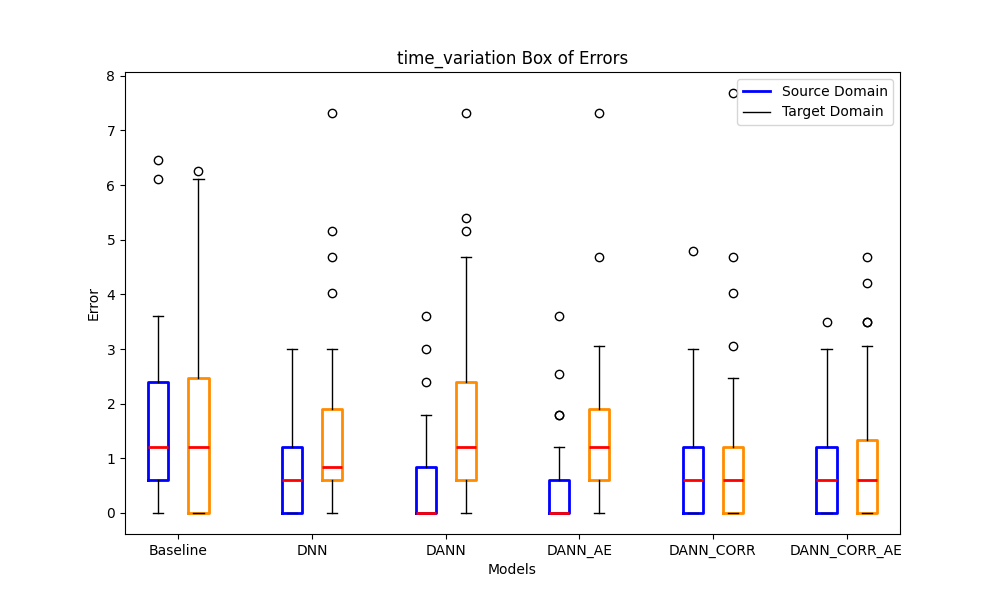 time_variation Box of Errors
Source Domain
Target Domain
8
7
6
5
4
3
2
1
0
Error
Baseline
DNN
DANN
DANN_AE
DANN_CORR
DANN_CORR_AE
Models